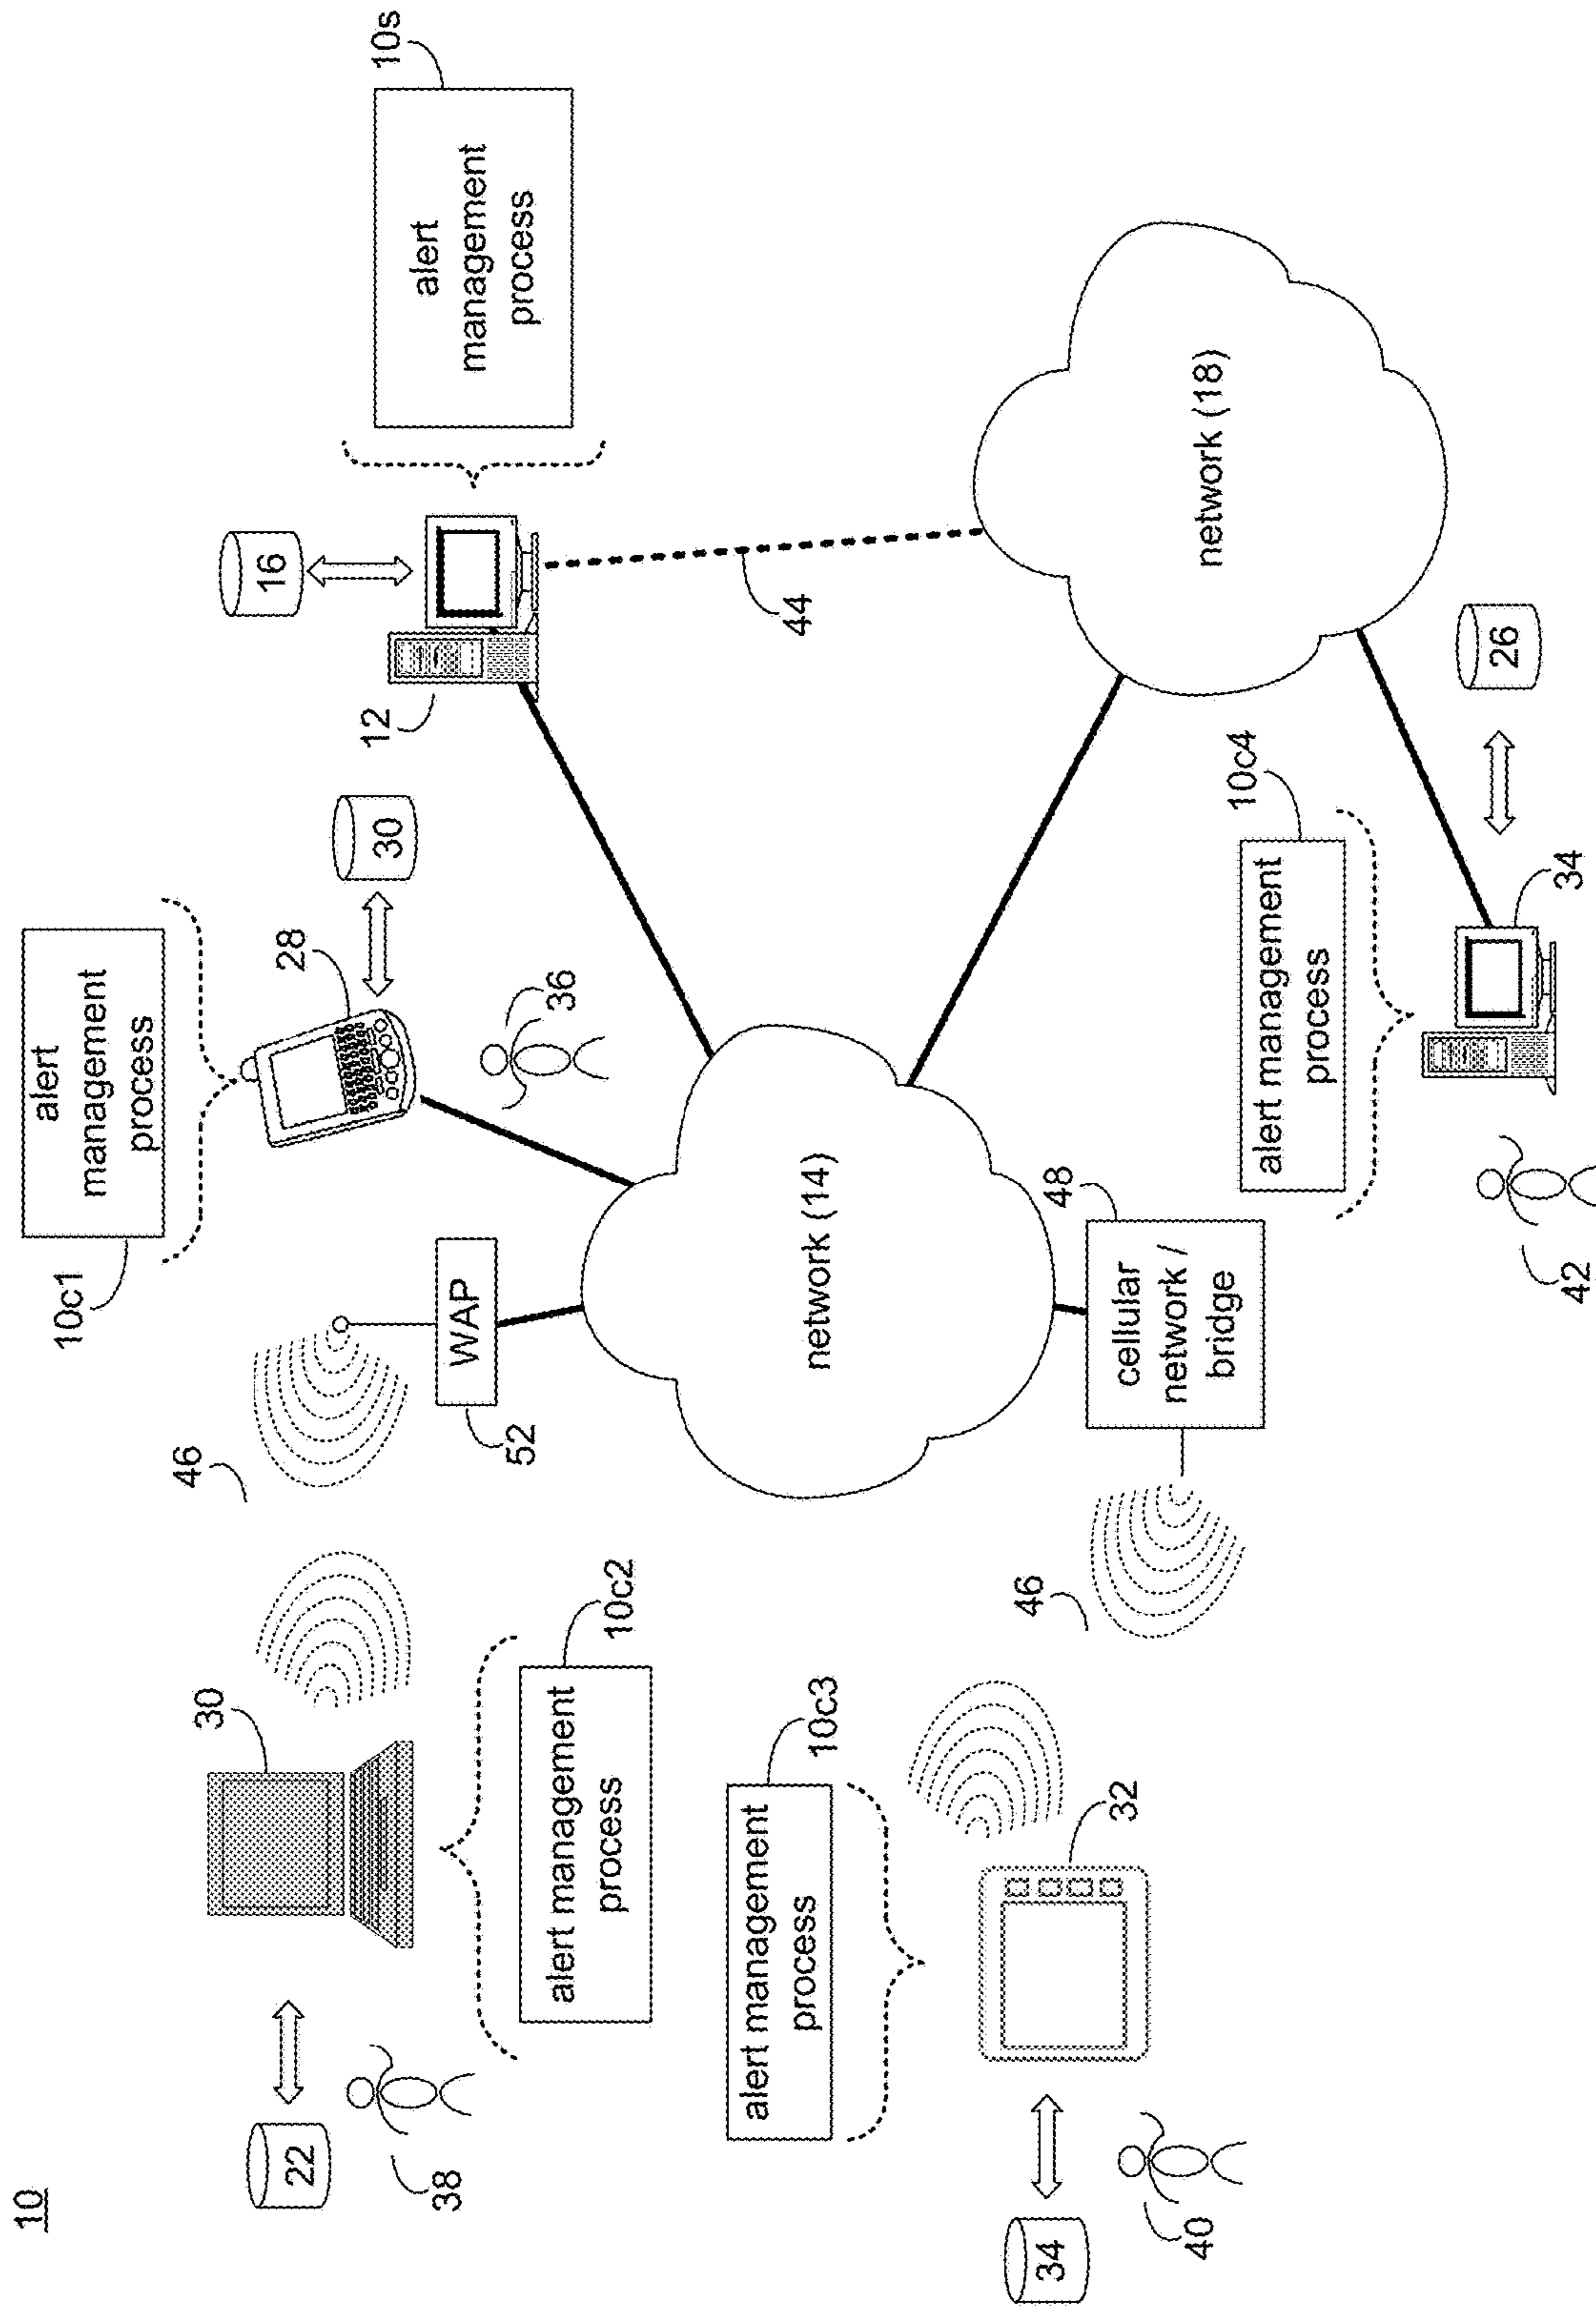 10
10c1
alert
management
process
28
30
16
12
10s
alert
management
process
46
52
WAP
36
44
30
22
38
10c2
alert management
process
network (14)
network (18)
10c3
alert management
process
32
34
40
46
48
cellular
network /
bridge
10c4
alert management
process
26
34
42